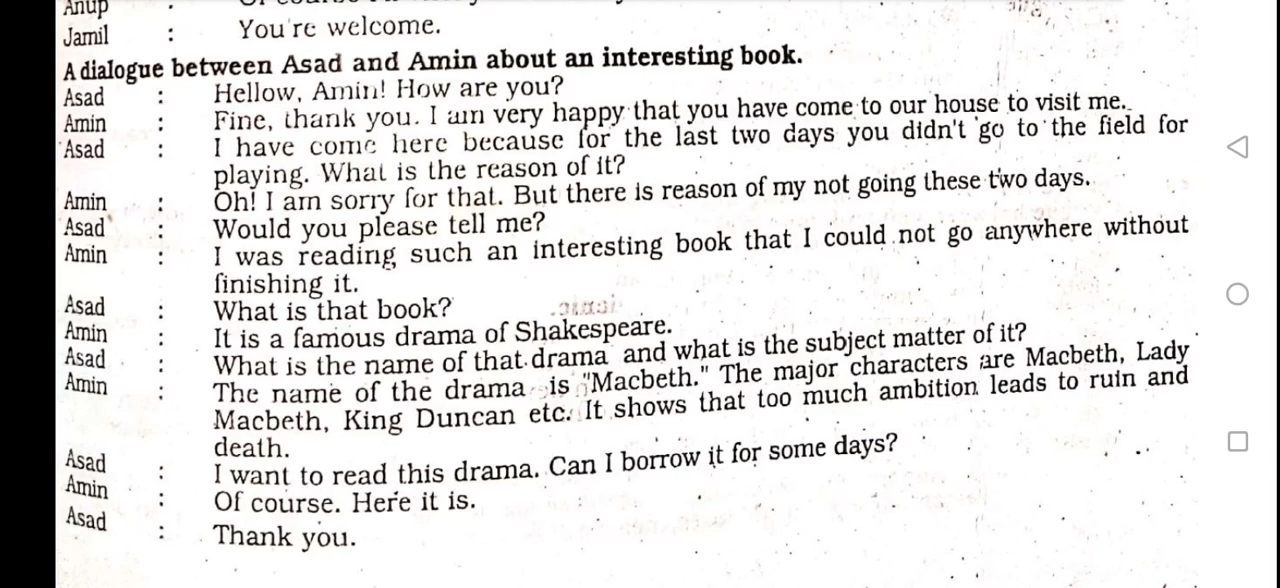 Anup :
Jamil : You're welcome.
A dialogue between Asad and Amin about an interesting book.
Asad : Hellow, Amin! How are you?
Amin : Fine, thank you. I am very happy that you have come to our house to visit me.
Asad : I have come here because for the last two days you didn't go to the field for
playing. What is the reason of it?
Amin : Oh! I am sorry for that. But there is reason of my not going these two days.
Asad : Would you please tell me?
Amin : I was reading such an interesting book that I could not go anywhere without
finishing it.
Asad : What is that book?
Amin : It is a famous drama of Shakespeare.
Asad : What is the name of that drama and what is the subject matter of it?
Amin : The name of the drama is "Macbeth." The major characters are Macbeth, Lady
Macbeth, King Duncan etc. It shows that too much ambition leads to ruin and
death.
Asad : I want to read this drama. Can I borrow it for some days?
Amin : Of course. Here it is.
Asad : Thank you.